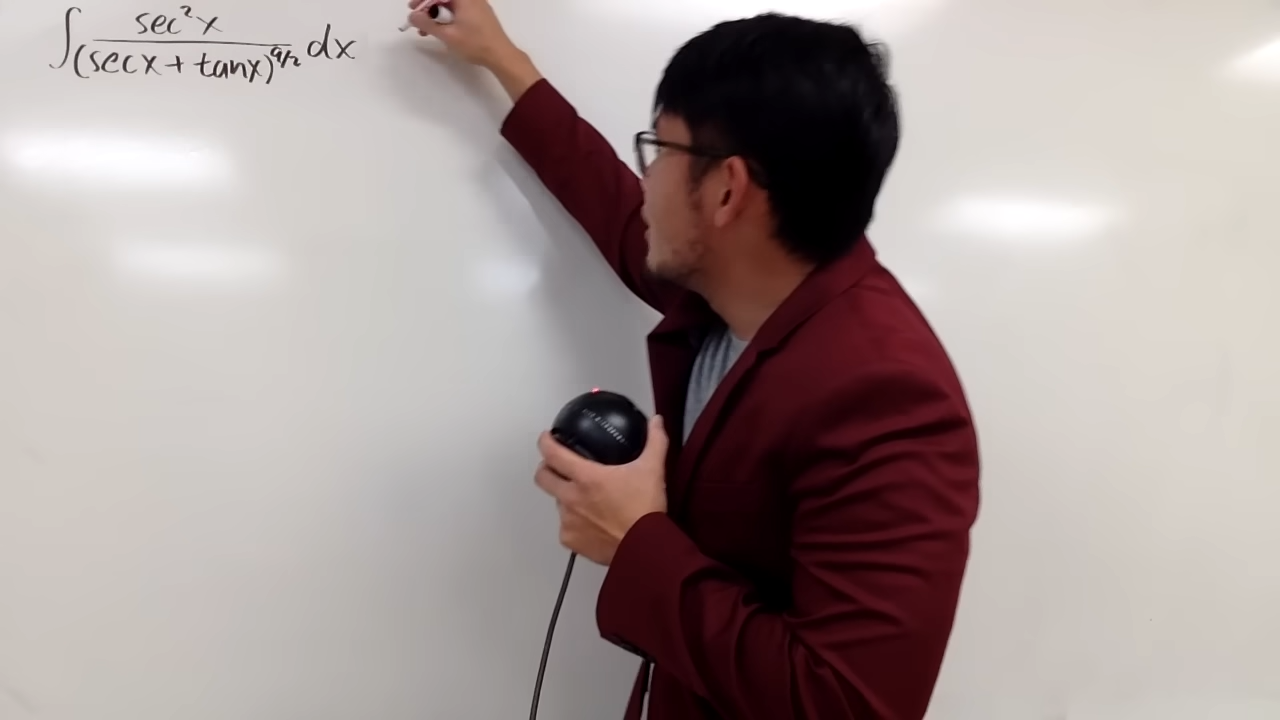 ∫ sec²x / (secx + tanx)^9/2 dx